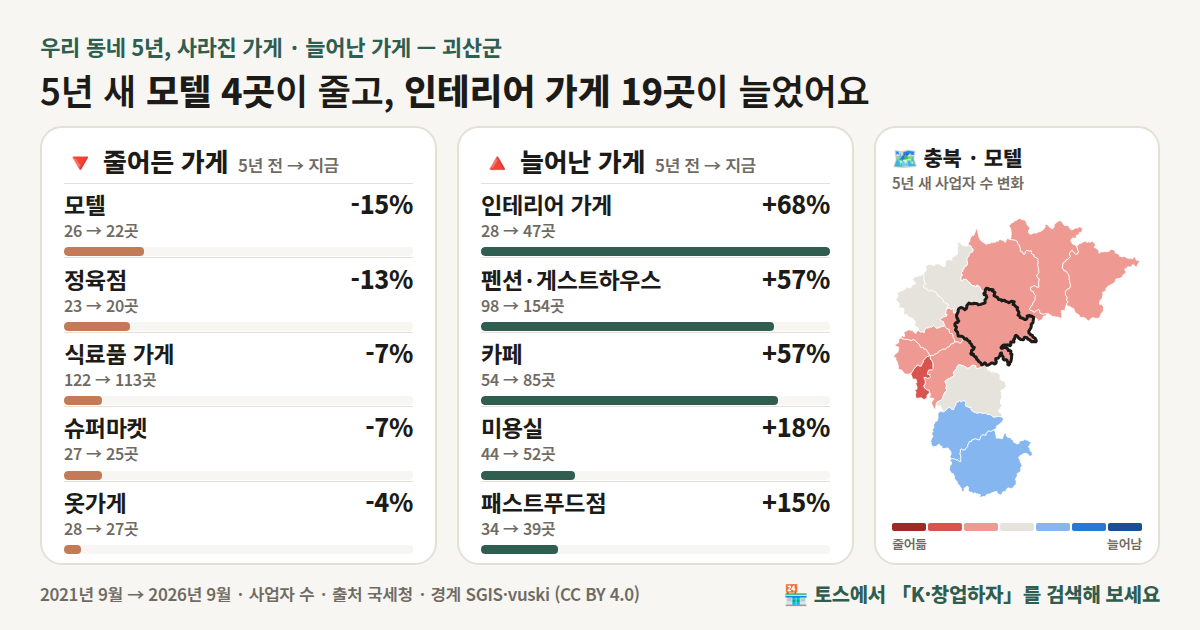 우리 동네 5년, 사라진 가게 · 늘어난 가게 — 괴산군
5년 새 모텔 4곳이 줄고, 인테리어 가게 19곳이 늘었어요
🔻 줄어든 가게 5년 전 → 지금
모텔 -15%
26 → 22곳
정육점 -13%
23 → 20곳
식료품 가게 -7%
122 → 113곳
슈퍼마켓 -7%
27 → 25곳
옷가게 -4%
28 → 27곳
🔺 늘어난 가게 5년 전 → 지금
인테리어 가게 +68%
28 → 47곳
펜션·게스트하우스 +57%
98 → 154곳
카페 +57%
54 → 85곳
미용실 +18%
44 → 52곳
패스트푸드점 +15%
34 → 39곳
🗺️ 충북 · 모텔
5년 새 사업자 수 변화
줄어듦 늘어남
2021년 9월 → 2026년 9월 · 사업자 수 · 출처 국세청 · 경계 SGIS·vuski (CC BY 4.0)
🏪 토스에서 「K·창업하자」를 검색해 보세요